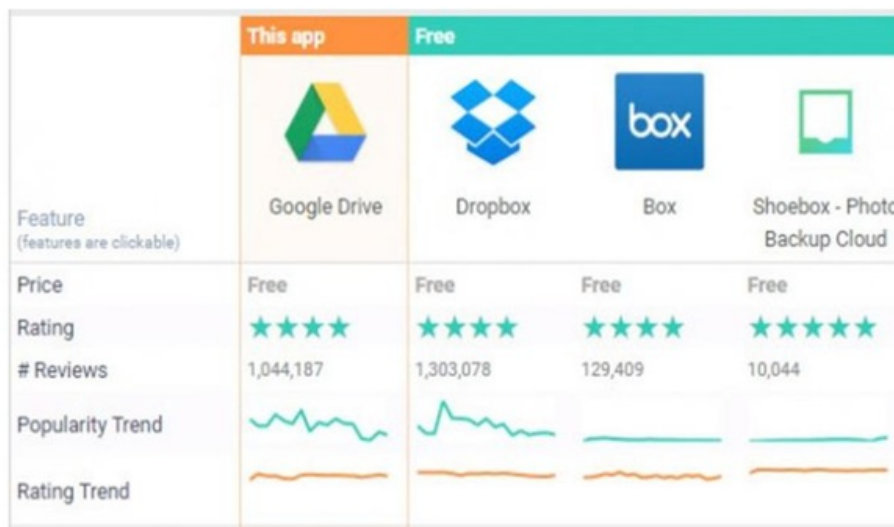 This app Free
box
Google Drive Dropbox Box Shoebox - Photo
Backup Cloud
Feature
(features are clickable)
Price Free Free Free Free
Rating
# Reviews 1,044,187 1,303,078 129,409 10,044
Popularity Trend
Rating Trend